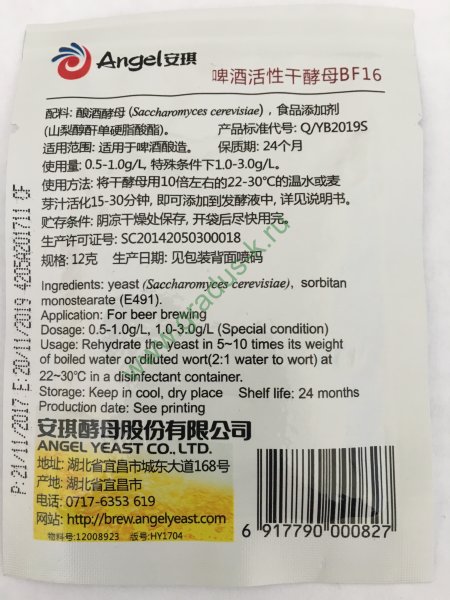 Angel安琪
啤酒活性干酵母BF16
配料: 酿酒酵母 (Saccharomyces cerevisiae) , 食品添加剂
(山梨醇酐单硬脂酸酯)。 产品标准代号: Q/YB2019S
适用范围: 适用于啤酒酿造。 保质期: 24个月
使用量: 0.5-1.0g/L, 特殊条件下1.0-3.0g/L。
使用方法: 将干酵母用10倍左右的22-30℃的温水或麦
芽汁活化15-30分钟, 即可添加到发酵液中, 详见说明书。
贮存条件: 阴凉干燥处保存, 开袋后尽快用完。
生产许可证号: SC20142050300018
规格: 12克 生产日期: 见包装背面喷码
Ingredients: yeast (Saccharomyces cerevisiae), sorbitan
monostearate (E491).
Application: For beer brewing
Dosage: 0.5-1.0g/L, 1.0-3.0g/L (Special condition)
Usage: Rehydrate the yeast in 5~10 times its weight
of boiled water or diluted wort(2:1 water to wort) at
22~30℃ in a disinfectant container.
Storage: Keep in cool, dry place Shelf life: 24 months
Production date: See printing
安琪酵母股份有限公司
ANGEL YEAST CO., LTD.
地址: 湖北省宜昌市城东大道168号
产地: 湖北省宜昌市
电话: 0717-6353 619
网站: http://brew.angelyeast.com
物料号:12008923 版号:HY1704
6 917790 000827
P:21/11/2017 E:20/11/2019 4205A201711 CF
www.gradus-k.ru